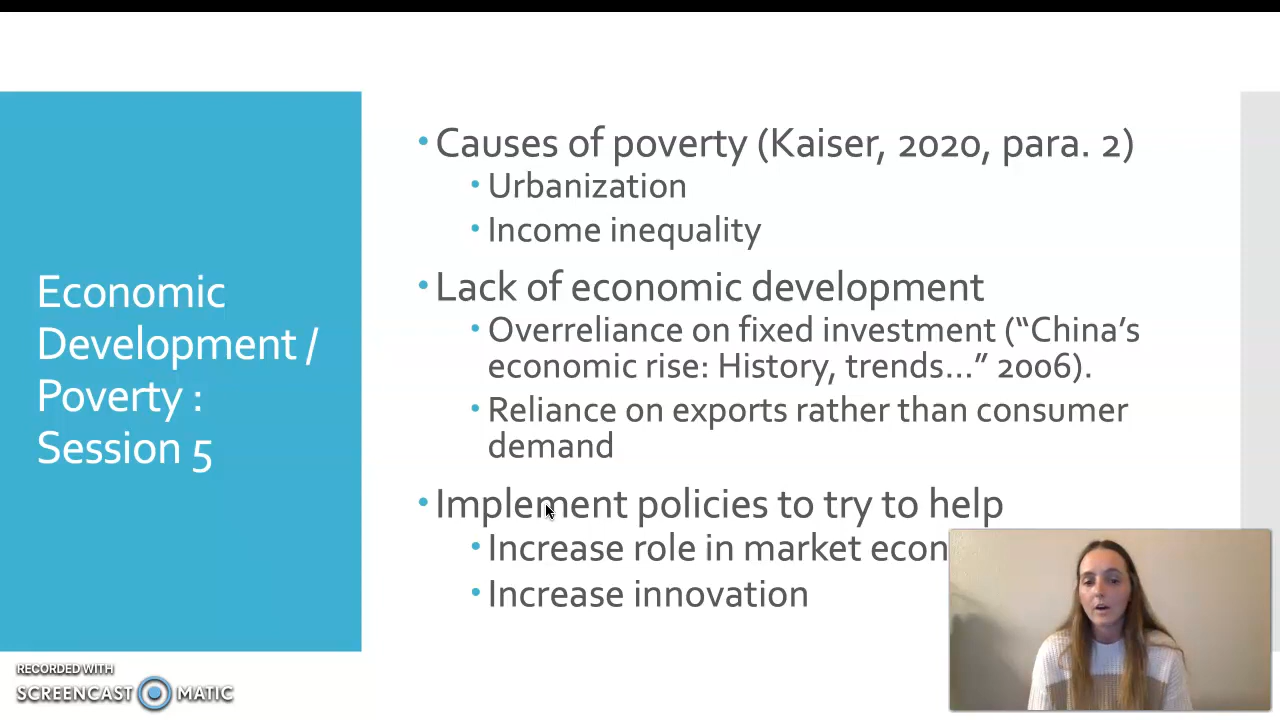 Economic
Development /
Poverty :
Session 5
• Causes of poverty (Kaiser, 2020, para. 2)
• Urbanization
• Income inequality
• Lack of economic development
• Overreliance on fixed investment (“China’s
economic rise: History, trends…” 2006).
• Reliance on exports rather than consumer
demand
• Implement policies to try to help
• Increase role in market econ
• Increase innovation
RECORDED WITH
SCREENCAST MATIC